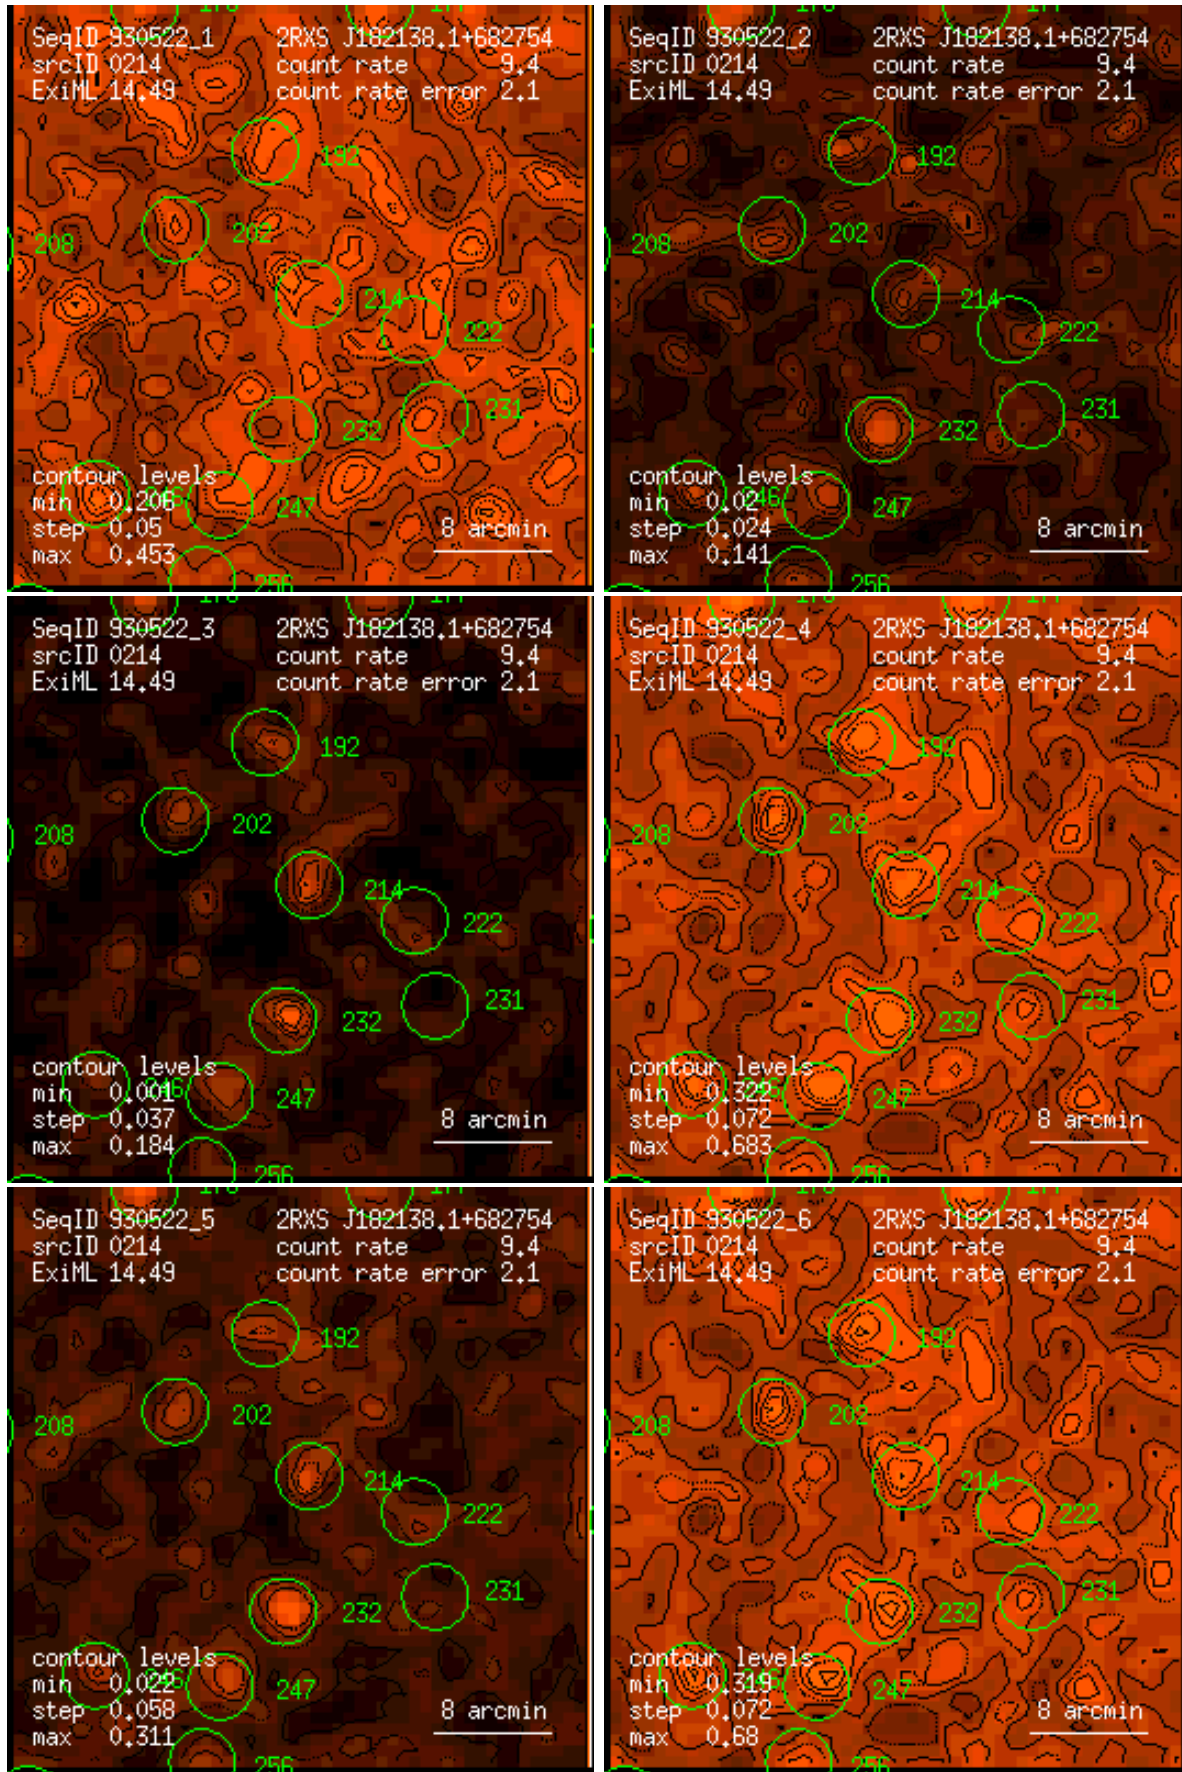 SeqID 930522_1 2RXS J182138.1+682754
srcID 0214 count rate 9.4
ExiML 14.49 count rate error 2.1
192
208 202
214
222
231
232
contour levels
min 0.206 246
247
step 0.05 8 arcmin
max 0.453
256
SeqID 930522_2 2RXS J182138.1+682754
srcID 0214 count rate 9.4
ExiML 14.49 count rate error 2.1
192
208 202
214
222
231
232
contour levels
min 0.02 246
247
step 0.024 8 arcmin
max 0.141
256
SeqID 930522_3 2RXS J182138.1+682754
srcID 0214 count rate 9.4
ExiML 14.49 count rate error 2.1
192
208 202
214
222
231
232
contour levels
min 0.001 246
247
step 0.037 8 arcmin
max 0.184
256
SeqID 930522_4 2RXS J182138.1+682754
srcID 0214 count rate 9.4
ExiML 14.49 count rate error 2.1
192
208 202
214
222
231
232
contour levels
min 0.322 246
247
step 0.072 8 arcmin
max 0.683
256
SeqID 930522_5 2RXS J182138.1+682754
srcID 0214 count rate 9.4
ExiML 14.49 count rate error 2.1
192
208 202
214
222
231
232
contour levels
min 0.022 246
247
step 0.058 8 arcmin
max 0.311
256
SeqID 930522_6 2RXS J182138.1+682754
srcID 0214 count rate 9.4
ExiML 14.49 count rate error 2.1
192
208 202
214
222
231
232
contour levels
min 0.319 246
247
step 0.072 8 arcmin
max 0.68
256